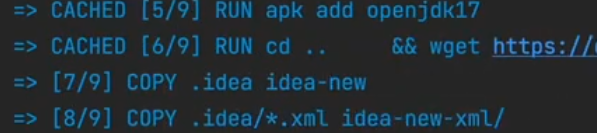 => CACHED [5/9] RUN apk add openjdk17
=> CACHED [6/9] RUN cd ..     && wget https://
=> [7/9] COPY .idea idea-new
=> [8/9] COPY .idea/*.xml idea-new-xml/